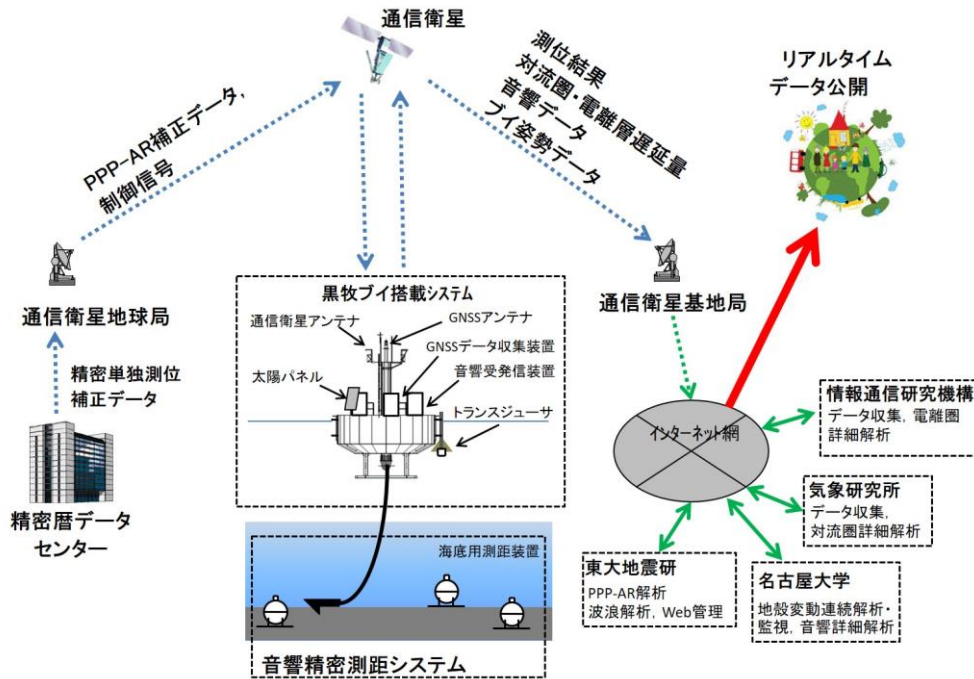 通信衛星
PPP-AR補正データ,
制御信号
測位結果
対流圏・電離層遅延量
音響データ
ブイ姿勢データ
リアルタイム
データ公開
通信衛星地球局
精密単独測位
補正データ
精密暦データ
センター
黒牧ブイ搭載システム
通信衛星アンテナ
GNSSアンテナ
GNSSデータ収集装置
音響受発信装置
太陽パネル
トランスジューサ
海底用測距装置
音響精密測距システム
通信衛星基地局
インターネット網
情報通信研究機構
データ収集, 電離圏
詳細解析
気象研究所
データ収集,
対流圏詳細解析
東大地震研
PPP-AR解析
波浪解析, Web管理
名古屋大学
地殻変動連続解析・
監視, 音響詳細解析